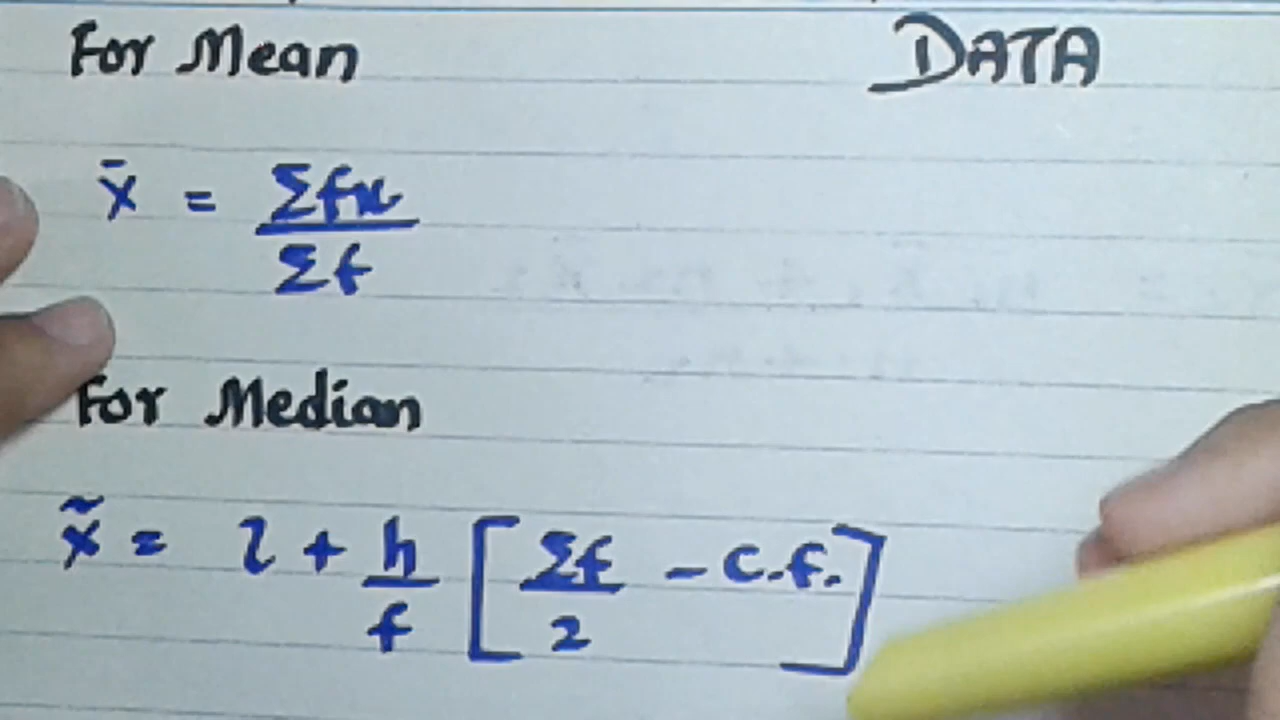 For Mean DATA
x̄ = Σfx / Σf
For Median
x̃ = l + h/f [Σf/2 - c.f.]